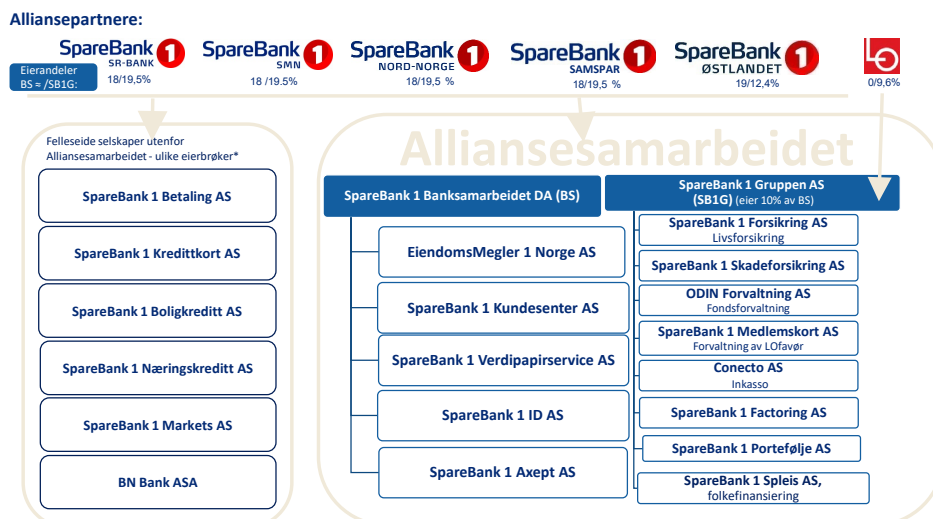 Alliansepartnere:
SpareBank 1
SR-BANK
SpareBank 1
SMN
SpareBank 1
NORD-NORGE
SpareBank 1
SAMSPAR
SpareBank 1
ØSTLANDET
LO
Eierandeler
BS ≈ /SB1G:
18/19,5%
18 /19.5%
18/19,5 %
18/19,5 %
19/12,4%
0/9,6%
Felleseide selskaper utenfor
Alliansesamarbeidet - ulike eierbrøker*
SpareBank 1 Betaling AS
SpareBank 1 Kredittkort AS
SpareBank 1 Boligkreditt AS
SpareBank 1 Næringskreditt AS
SpareBank 1 Markets AS
BN Bank ASA
Alliansesamarbeidet
SpareBank 1 Banksamarbeidet DA (BS)
EiendomsMegler 1 Norge AS
SpareBank 1 Kundesenter AS
SpareBank 1 Verdipapirservice AS
SpareBank 1 ID AS
SpareBank 1 Axept AS
SpareBank 1 Gruppen AS
(SB1G) (eier 10% av BS)
SpareBank 1 Forsikring AS
Livsforsikring
SpareBank 1 Skadeforsikring AS
ODIN Forvaltning AS
Fondsforvaltning
SpareBank 1 Medlemskort AS
Forvaltning av LOfavør
Conecto AS
Inkasso
SpareBank 1 Factoring AS
SpareBank 1 Portefølje AS
SpareBank 1 Spleis AS,
folkefinansiering